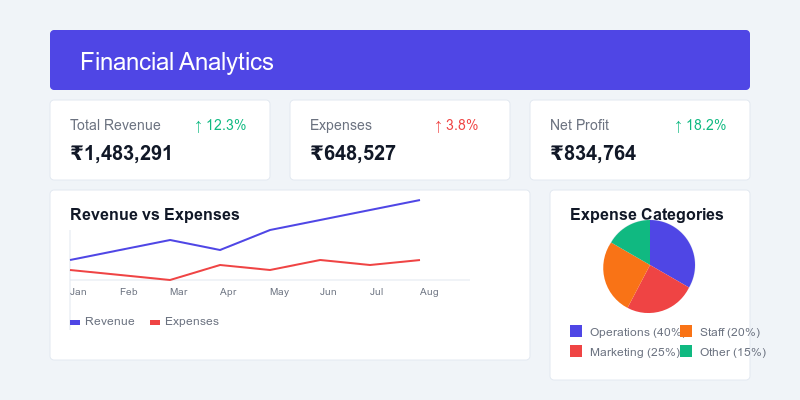 Financial Analytics
Total Revenue ↑ 12.3%
₹1,483,291
Expenses ↑ 3.8%
₹648,527
Net Profit ↑ 18.2%
₹834,764
Revenue vs Expenses
Jan Feb Mar Apr May Jun Jul Aug
Revenue Expenses
Expense Categories
Operations (40%) Staff (20%)
Marketing (25%) Other (15%)